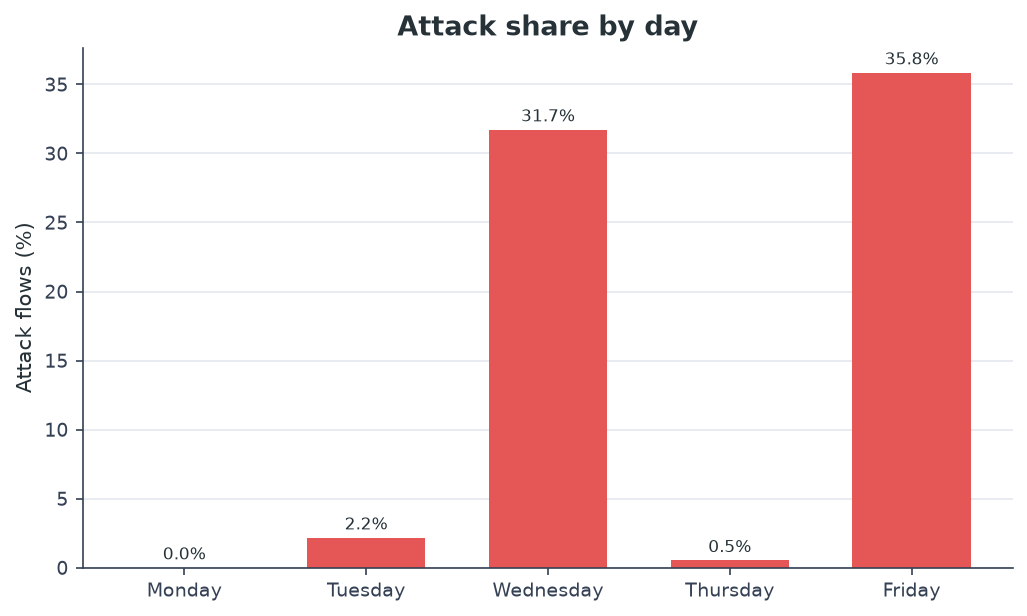 Attack share by day
Attack flows (%)
35
30
25
20
15
10
5
0
0.0%
2.2%
31.7%
0.5%
35.8%
Monday
Tuesday
Wednesday
Thursday
Friday